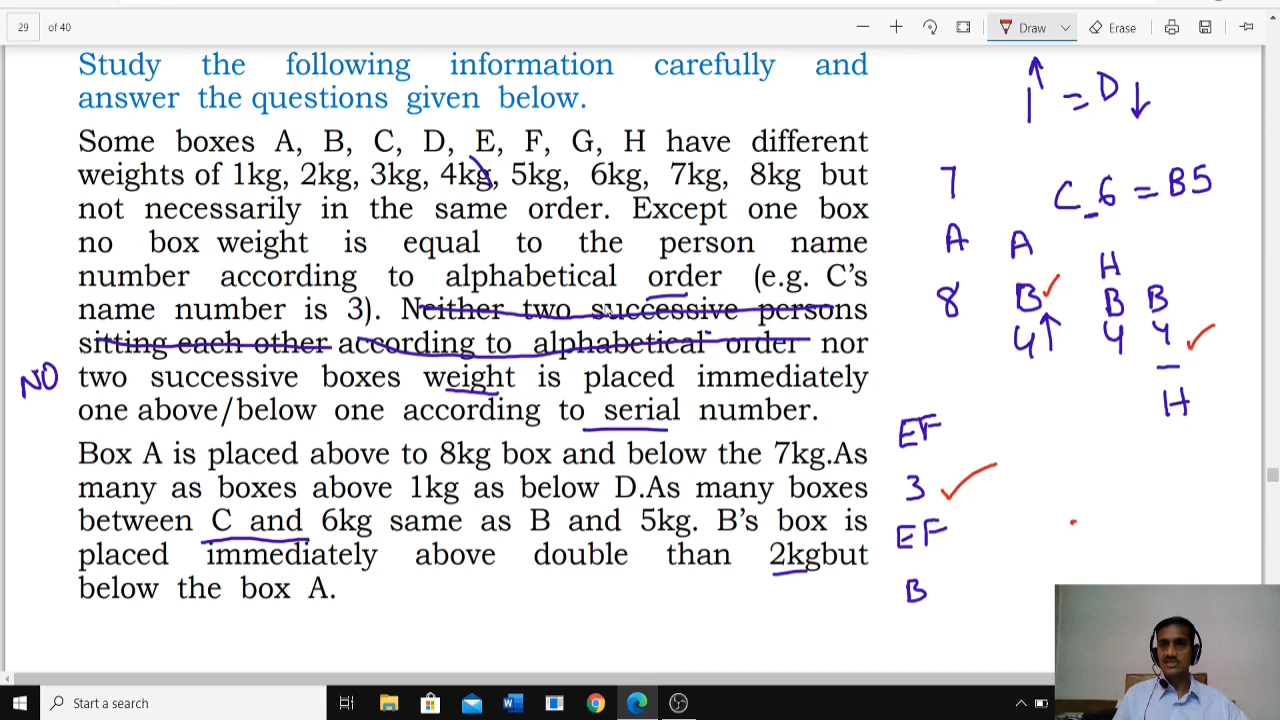 29 of 40
Draw
Erase
Study the following information carefully and
answer the questions given below.
Some boxes A, B, C, D, E, F, G, H have different
weights of 1kg, 2kg, 3kg, 4kg, 5kg, 6kg, 7kg, 8kg but
not necessarily in the same order. Except one box
no box weight is equal to the person name
number according to alphabetical order (e.g. C's
name number is 3). Neither two successive persons
sitting each other according to alphabetical order nor
two successive boxes weight is placed immediately
one above/below one according to serial number.
Box A is placed above to 8kg box and below the 7kg.As
many as boxes above 1kg as below D.As many boxes
between C and 6kg same as B and 5kg. B's box is
placed immediately above double than 2kgbut
below the box A.
NO
1 = D
7
C_6 = B5
A A
H
8 B B B
4 4 4
H
EF
3
EF
B
Start a search